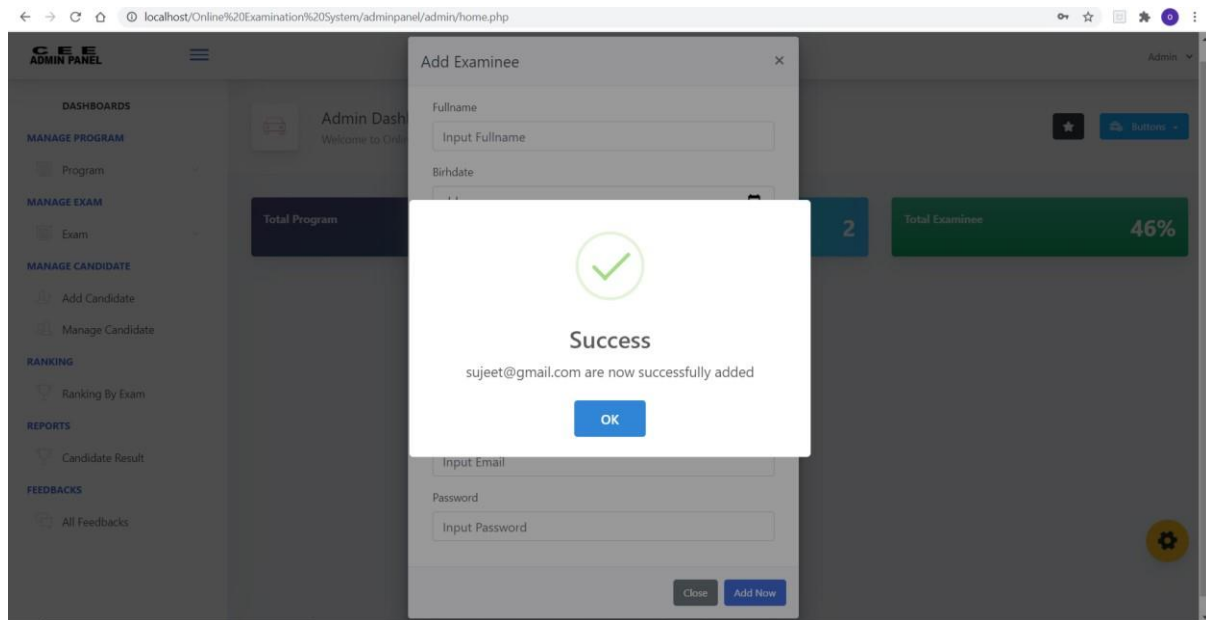 localhost/Online%20Examination%20System/adminpanel/admin/home.php
C E E
ADMIN PANEL
Add Examinee ×
Admin
DASHBOARDS
MANAGE PROGRAM
Program
MANAGE EXAM
Exam
MANAGE CANDIDATE
Add Candidate
Manage Candidate
RANKING
Ranking By Exam
REPORTS
Candidate Result
FEEDBACKS
All Feedbacks
Admin Dash
Welcome to Onlin
Buttons
Total Program
2
Total Examinee
46%
Fullname
Input Fullname
Birhdate
Success
sujeet@gmail.com are now successfully added
OK
Input Email
Password
Input Password
Close
Add Now